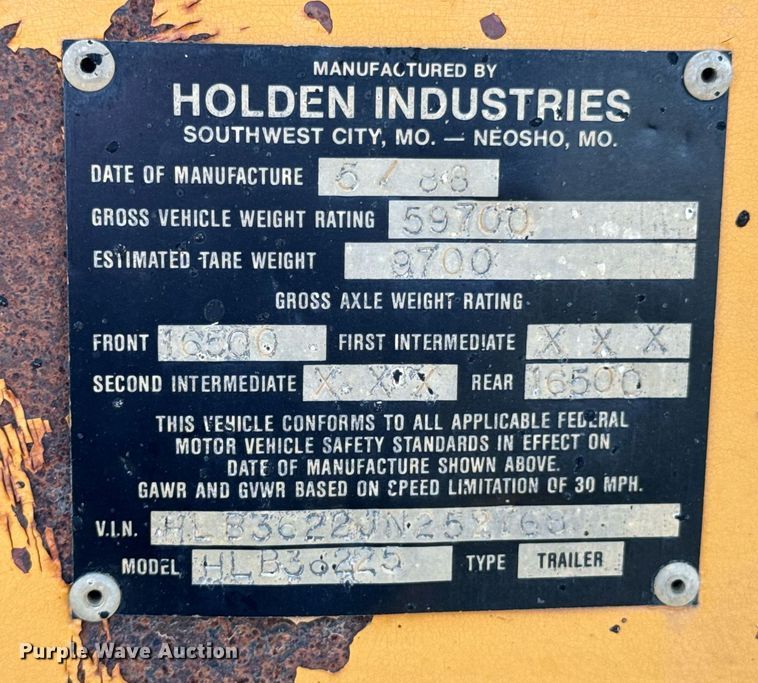 MANUFACTURED BY
HOLDEN INDUSTRIES
SOUTHWEST CITY, MO. — NEOSHO, MO.
DATE OF MANUFACTURE 5 / 88
GROSS VEHICLE WEIGHT RATING 59700
ESTIMATED TARE WEIGHT 9700
GROSS AXLE WEIGHT RATING
FRONT 16500 FIRST INTERMEDIATE X X X
SECOND INTERMEDIATE X X X REAR 16500
THIS VEHICLE CONFORMS TO ALL APPLICABLE FEDERAL
MOTOR VEHICLE SAFETY STANDARDS IN EFFECT ON
DATE OF MANUFACTURE SHOWN ABOVE.
GAWR AND GVWR BASED ON SPEED LIMITATION OF 30 MPH.
V.I.N.
MODEL HLB36225 TYPE TRAILER
Purple Wave Auction